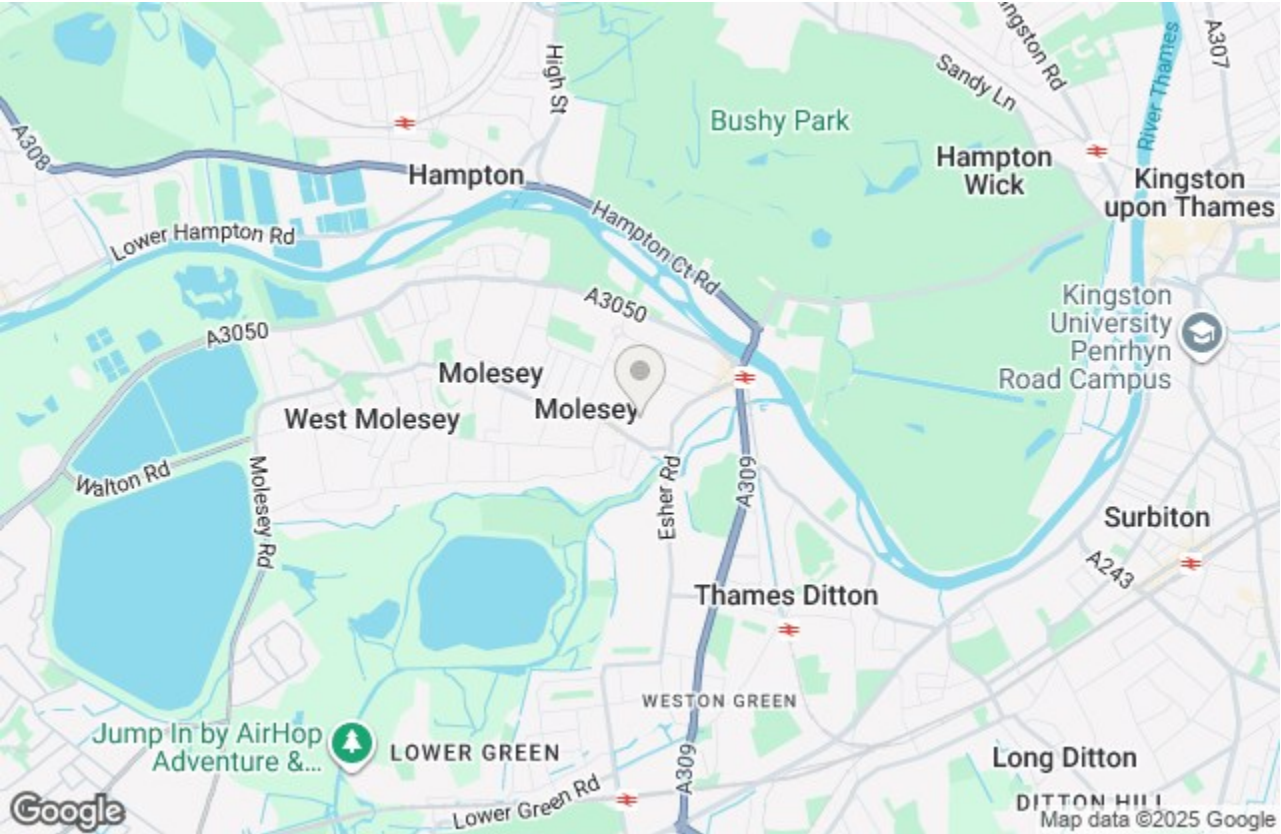 High St
ngston Rd
A307
River Thames
Sandy Ln
A308
Bushy Park
Hampton
Hampton
Wick
Kingston
upon Thames
Lower Hampton Rd
Hampton Ct Rd
A3050
A3050
Kingston
University
Penrhyn
Road Campus
Molesey
Molesey
West Molesey
Walton Rd
Molesey Rd
Esher Rd
A309
Surbiton
A243
Thames Ditton
WESTON GREEN
Jump In by AirHop
Adventure &...
LOWER GREEN
A309
Long Ditton
Lower Green Rd
DITTON HILL
Google
Map data ©2025 Google